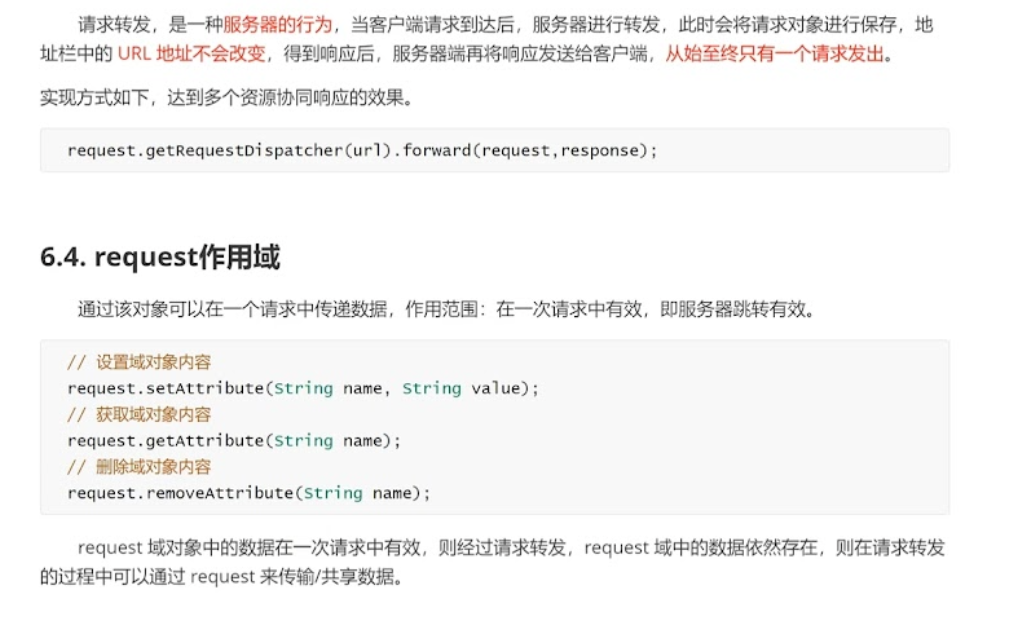 请求转发，是一种服务器的行为，当客户端请求到达后，服务器进行转发，此时会将请求对象进行保存，地
址栏中的 URL 地址不会改变，得到响应后，服务器端再将响应发送给客户端，从始至终只有一个请求发出。
实现方式如下，达到多个资源协同响应的效果。
request.getRequestDispatcher(url).forward(request,response);
6.4. request作用域
通过该对象可以在一个请求中传递数据，作用范围：在一次请求中有效，即服务器跳转有效。
// 设置域对象内容
request.setAttribute(String name, String value);
// 获取域对象内容
request.getAttribute(String name);
// 删除域对象内容
request.removeAttribute(String name);
request 域对象中的数据在一次请求中有效，则经过请求转发，request 域中的数据依然存在，则在请求转发
的过程中可以通过 request 来传输/共享数据。